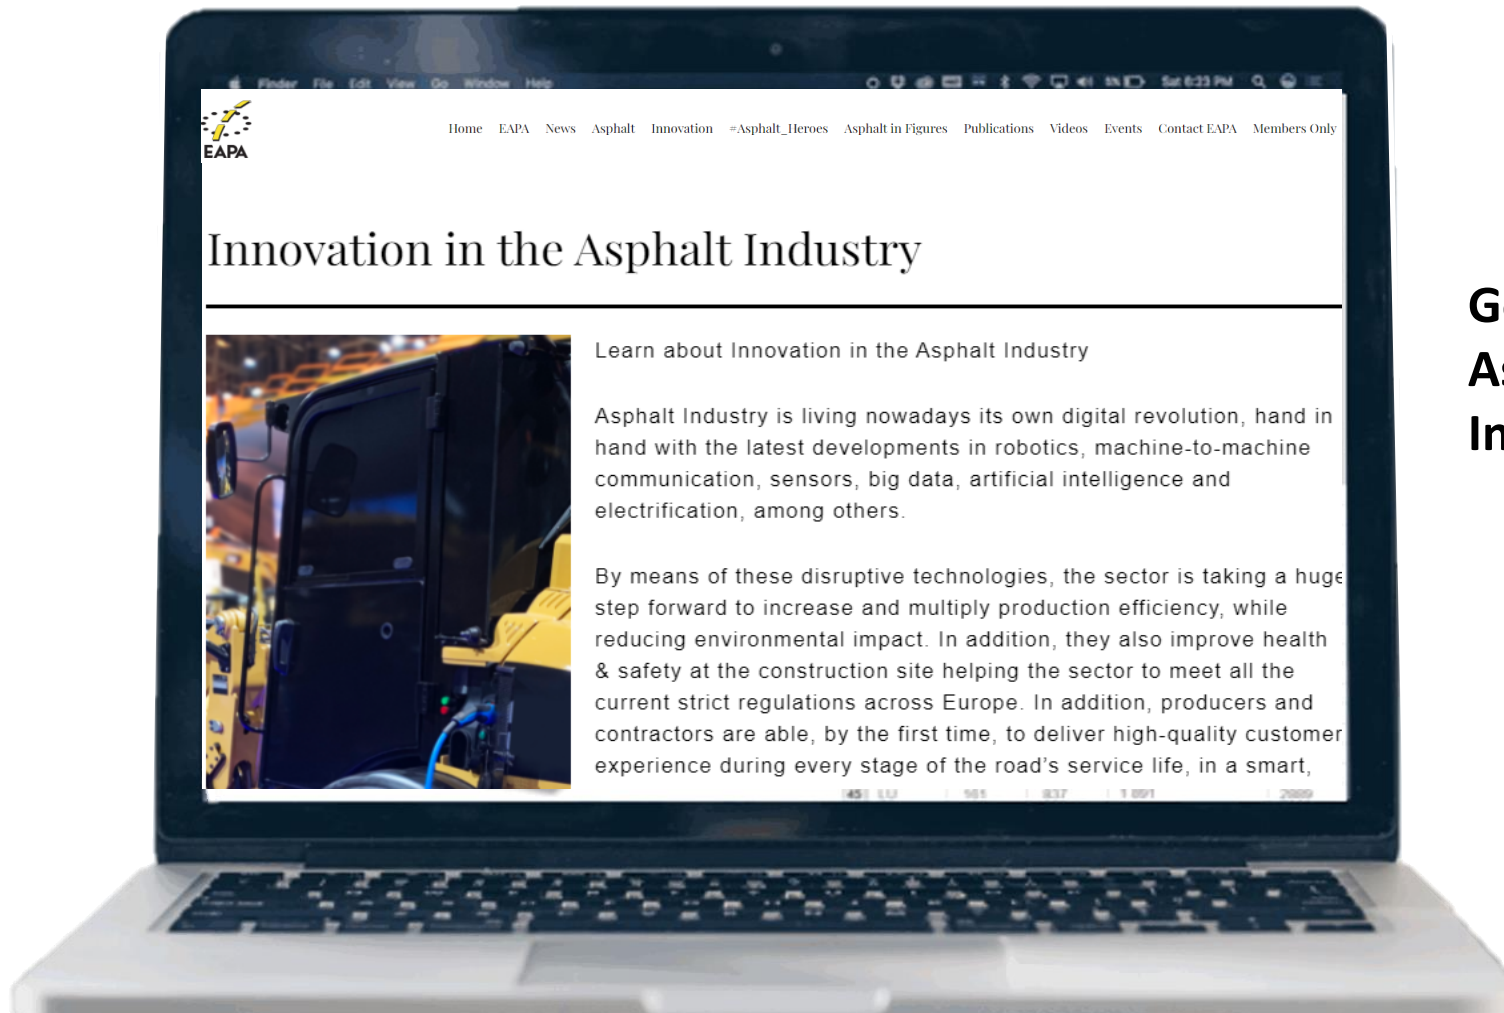 Finder File Edit View Go Window Help
Sat 6:23 PM
EAPA
Home EAPA News Asphalt Innovation #Asphalt_Heroes Asphalt in Figures Publications Videos Events Contact EAPA Members Only
Innovation in the Asphalt Industry
Learn about Innovation in the Asphalt Industry
Asphalt Industry is living nowadays its own digital revolution, hand in
hand with the latest developments in robotics, machine-to-machine
communication, sensors, big data, artificial intelligence and
electrification, among others.
By means of these disruptive technologies, the sector is taking a huge
step forward to increase and multiply production efficiency, while
reducing environmental impact. In addition, they also improve health
& safety at the construction site helping the sector to meet all the
current strict regulations across Europe. In addition, producers and
contractors are able, by the first time, to deliver high-quality customer
experience during every stage of the road's service life, in a smart,